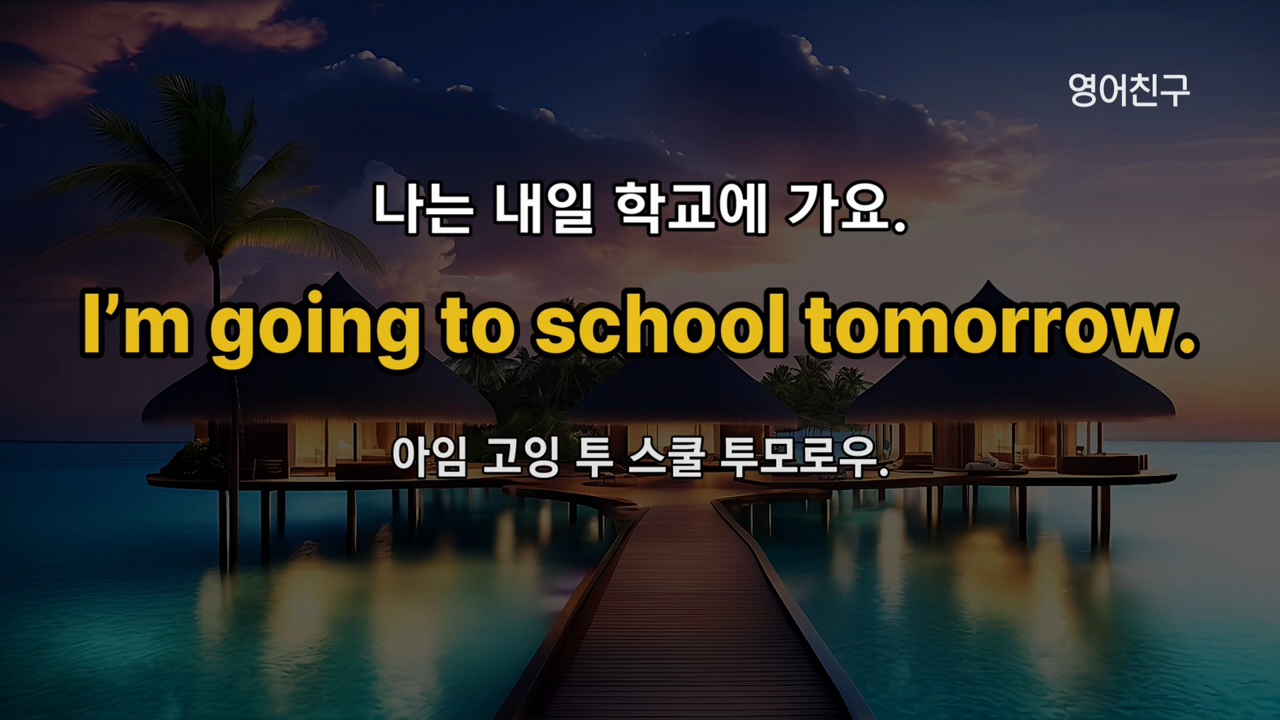 영어친구
나는 내일 학교에 가요.
I’m going to school tomorrow.
아임 고잉 투 스쿨 투모로우.